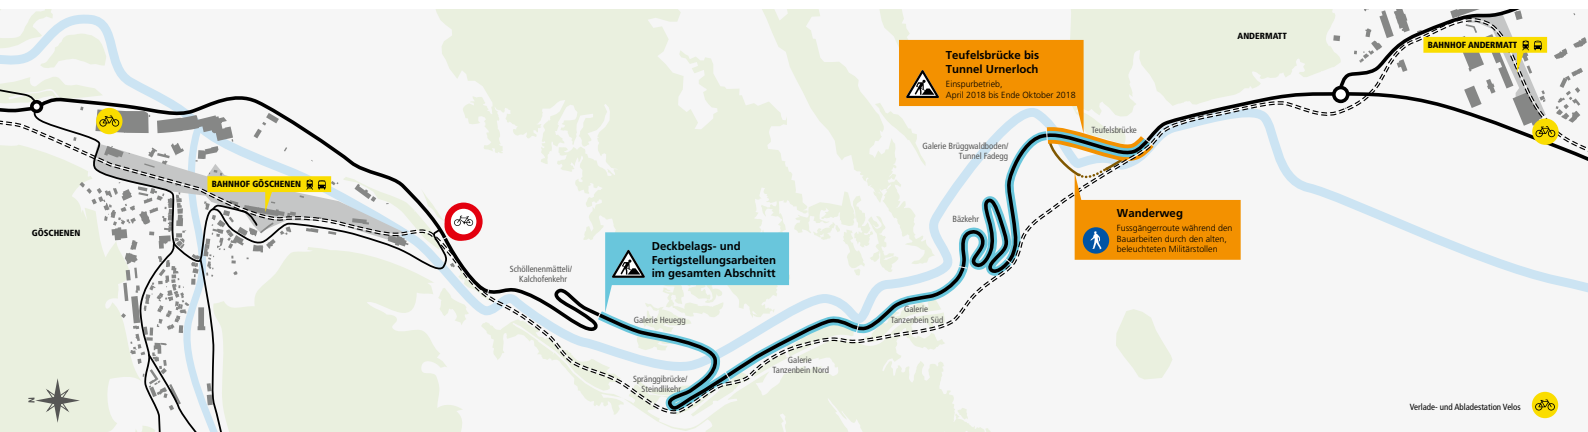 ANDERMATT
BAHNHOF ANDERMATT
Teufelsbrücke bis
Tunnel Urnerloch
Einspurbetrieb,
April 2018 bis Ende Oktober 2018
Teufelsbrücke
Galerie Brüggwaldboden/
Tunnel Fadegg
BAHNHOF GÖSCHENEN
GÖSCHENEN
Bäzkehr
Wanderweg
Fussgängerroute während den
Bauarbeiten durch den alten,
beleuchteten Militärstollen
Deckbelags- und
Fertigstellungsarbeiten
im gesamten Abschnitt
Schöllenenmätteli/
Kalchofenkehr
Galerie Heuegg
Galerie
Tanzenbein Süd
Galerie
Tanzenbein Nord
Spränggibrücke/
Steindlikehr
N
Verlade- und Abladestation Velos